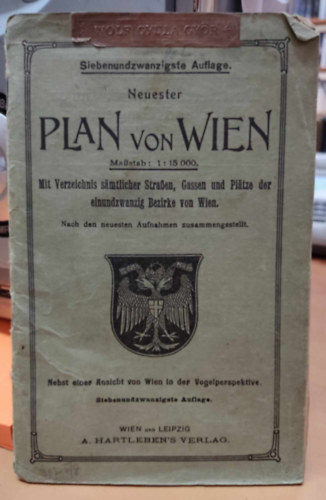 Siebenundzwanzigste Auflage.
Neuester
PLAN VON WIEN
Maßstab: 1:15 000.
Mit Verzeichnis sämtlicher Straßen, Gassen und Plätze der
einundzwanzig Bezirke von Wien.
Nach den neuesten Aufnahmen zusammengestellt.
Nebst einer Ansicht von Wien in der Vogelperspektive.
Siebenundzwanzigste Auflage.
WIEN UND LEIPZIG
A. HARTLEBEN'S VERLAG.